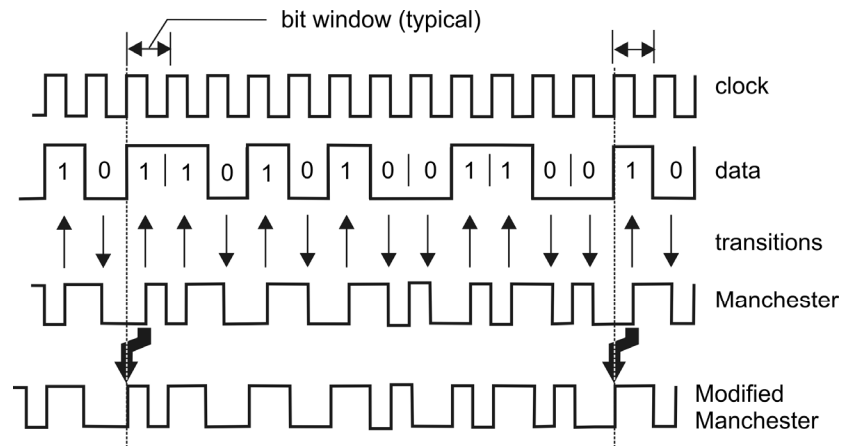 bit window (typical)
clock
1 0 1 | 1 0 1 0 1 0 | 0 1 | 1 0 | 0 1 0 data
transitions
Manchester
Modified
Manchester